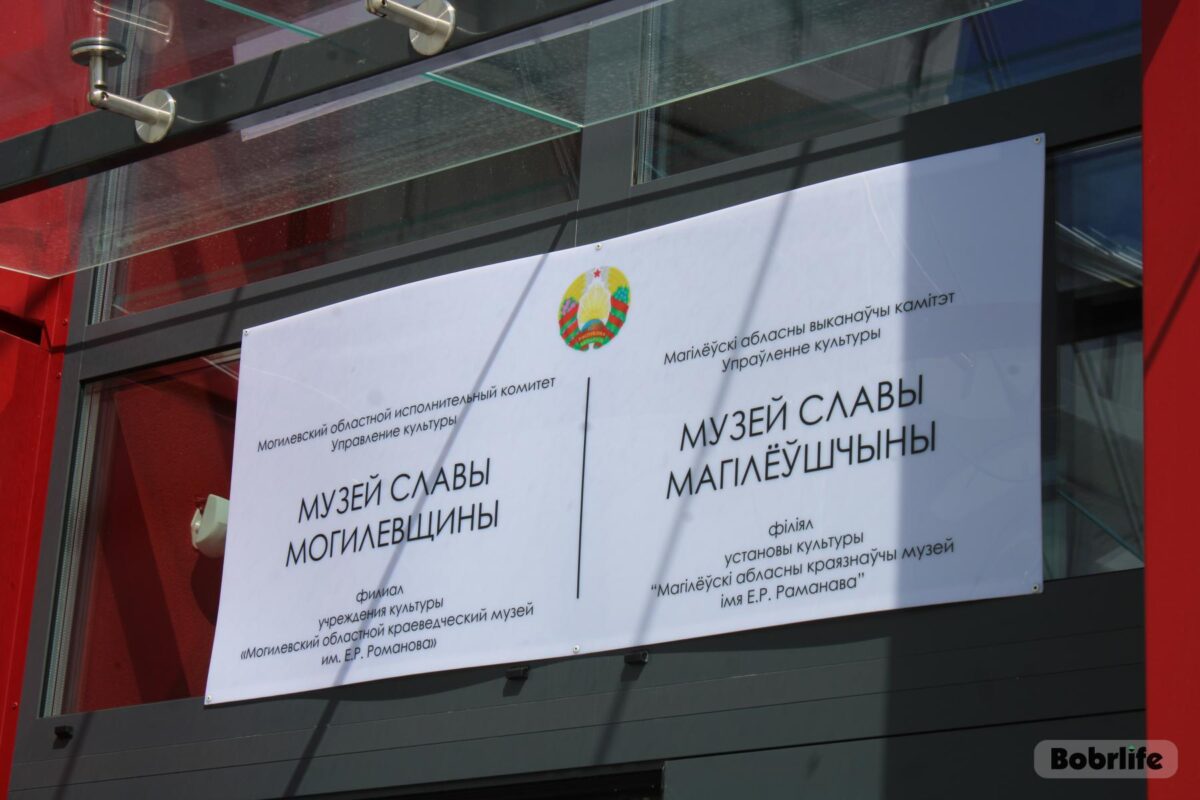 Могилевский областной исполнительный комитет
Управление культуры
МУЗЕЙ СЛАВЫ
МОГИЛЕВЩИНЫ
филиал
учреждения культуры
«Могилевский областной краеведческий музей
им. Е.Р. Романова»
Магілёўскі абласны выканаўчы камітэт
Упраўленне культуры
МУЗЕЙ СЛАВЫ
МАГІЛЁЎШЧЫНЫ
філіял
установы культуры
“Магілёўскі абласны краязнаўчы музей
імя Е.Р. Раманава”
Bobrlife